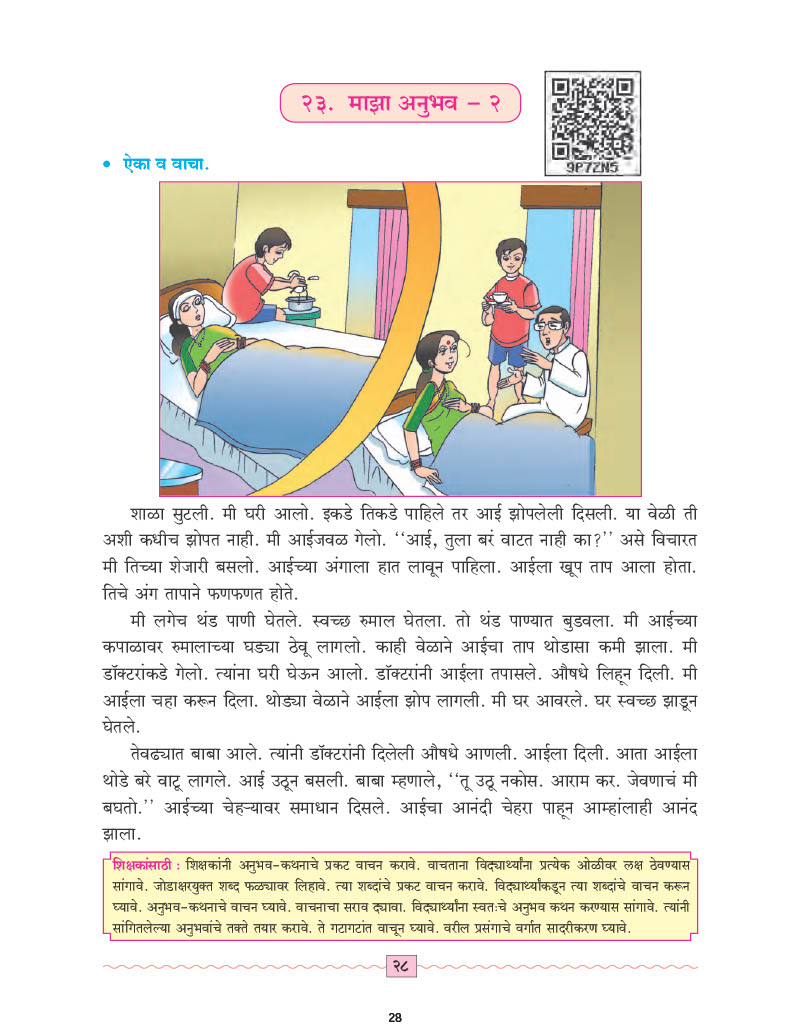 २३. माझा अनुभव – २
9P7ZN5
• ऐका व वाचा.
शाळा सुटली. मी घरी आलो. इकडे तिकडे पाहिले तर आई झोपलेली दिसली. या वेळी ती
अशी कधीच झोपत नाही. मी आईजवळ गेलो. ‘‘आई, तुला बरं वाटत नाही का?’’ असे विचारत
मी तिच्या शेजारी बसलो. आईच्या अंगाला हात लावून पाहिला. आईला खूप ताप आला होता.
तिचे अंग तापाने फणफणत होते.
मी लगेच थंड पाणी घेतले. स्वच्छ रुमाल घेतला. तो थंड पाण्यात बुडवला. मी आईच्या
कपाळावर रुमालाच्या घड्या ठेवू लागलो. काही वेळाने आईचा ताप थोडासा कमी झाला. मी
डॉक्टरांकडे गेलो. त्यांना घरी घेऊन आलो. डॉक्टरांनी आईला तपासले. औषधे लिहून दिली. मी
आईला चहा करून दिला. थोड्या वेळाने आईला झोप लागली. मी घर आवरले. घर स्वच्छ झाडून
घेतले.
तेवढ्यात बाबा आले. त्यांनी डॉक्टरांनी दिलेली औषधे आणली. आईला दिली. आता आईला
थोडे बरे वाटू लागले. आई उठून बसली. बाबा म्हणाले, ‘‘तू उठू नकोस. आराम कर. जेवणाचं मी
बघतो.’’ आईच्या चेहऱ्यावर समाधान दिसले. आईचा आनंदी चेहरा पाहून आम्हांलाही आनंद
झाला.
शिक्षकांसाठी : शिक्षकांनी अनुभव-कथनाचे प्रकट वाचन करावे. वाचताना विद्यार्थ्यांना प्रत्येक ओळीवर लक्ष ठेवण्यास
सांगावे. जोडाक्षरयुक्त शब्द फळ्यावर लिहावे. त्या शब्दांचे प्रकट वाचन करावे. विद्यार्थ्यांकडून त्या शब्दांचे वाचन करून
घ्यावे. अनुभव-कथनाचे वाचन घ्यावे. वाचनाचा सराव द्यावा. विद्यार्थ्यांना स्वतःचे अनुभव कथन करण्यास सांगावे. त्यांनी
सांगितलेल्या अनुभवांचे तक्ते तयार करावे. ते गटागटांत वाचून घ्यावे. वरील प्रसंगाचे वर्गात सादरीकरण घ्यावे.
२८
28